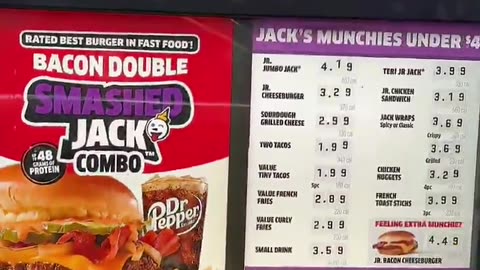 RATED BEST BURGER IN FAST FOOD¹!
BACON DOUBLE
SMASHED
JACK
COMBO
48
GRAMS OF
PROTEIN
Dr Pepper
JACK'S MUNCHIES UNDER $4
JR.
JUMBO JACK® 4.19
JR.
CHEESEBURGER 3.29
SOURDOUGH
GRILLED CHEESE 2.99
TWO TACOS 1.99
VALUE
TINY TACOS 1.99
VALUE FRENCH
FRIES 2.89
VALUE CURLY
FRIES 2.99
SMALL DRINK 3.59
TERI JR JACK® 3.99
JR. CHICKEN
SANDWICH 3.19
JACK WRAPS
Spicy or Classic 3.69
Crispy
3.69
Grilled
CHICKEN
NUGGETS 3.29
5pc
FRENCH
TOAST STICKS 3.99
FEELING EXTRA MUNCHIE?
4.49
JR. BACON CHEESEBURGER